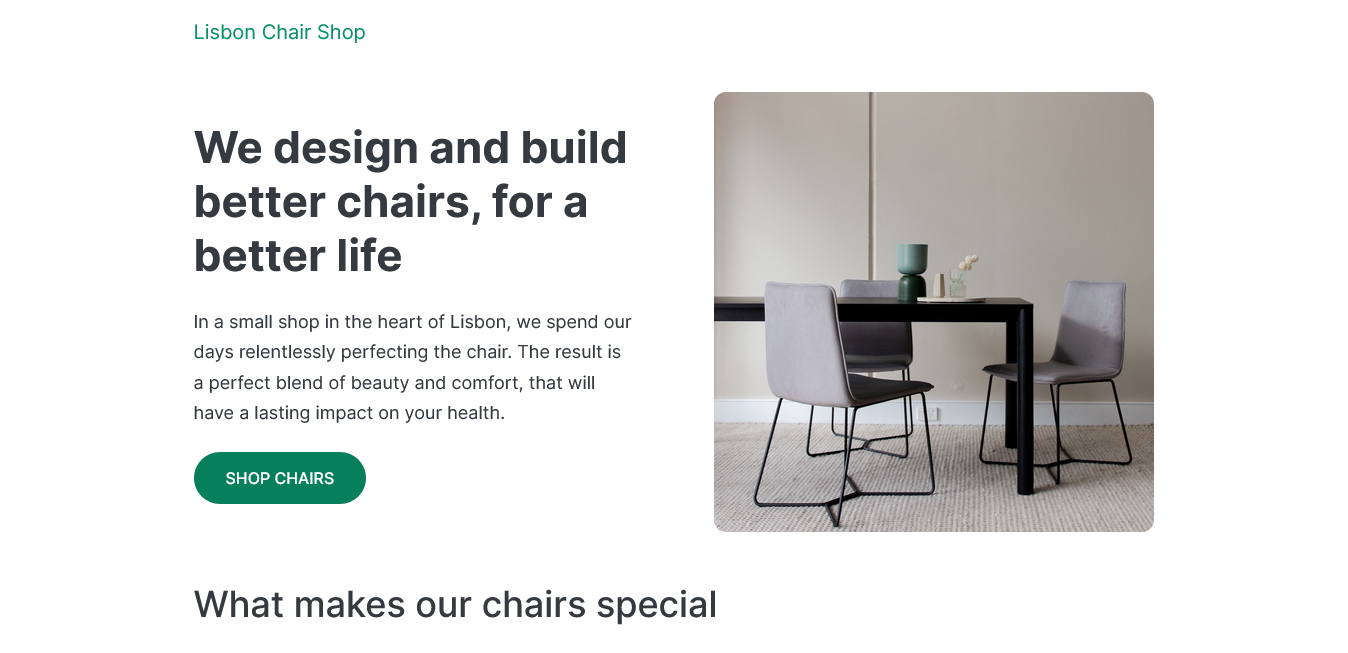 Lisbon Chair Shop
We design and build
better chairs, for a
better life
In a small shop in the heart of Lisbon, we spend our
days relentlessly perfecting the chair. The result is
a perfect blend of beauty and comfort, that will
have a lasting impact on your health.
SHOP CHAIRS
What makes our chairs special